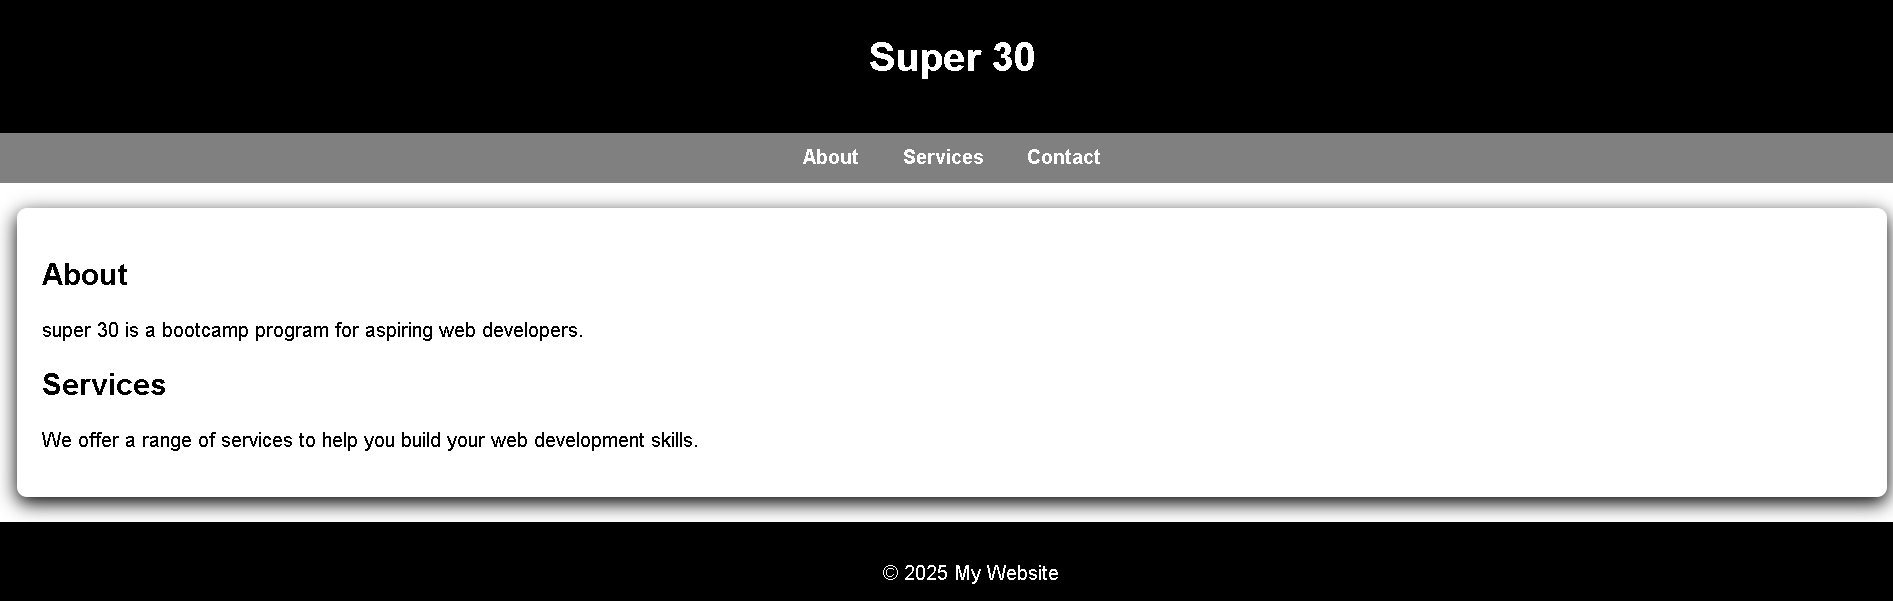 Super 30
About Services Contact
About
super 30 is a bootcamp program for aspiring web developers.
Services
We offer a range of services to help you build your web development skills.
© 2025 My Website